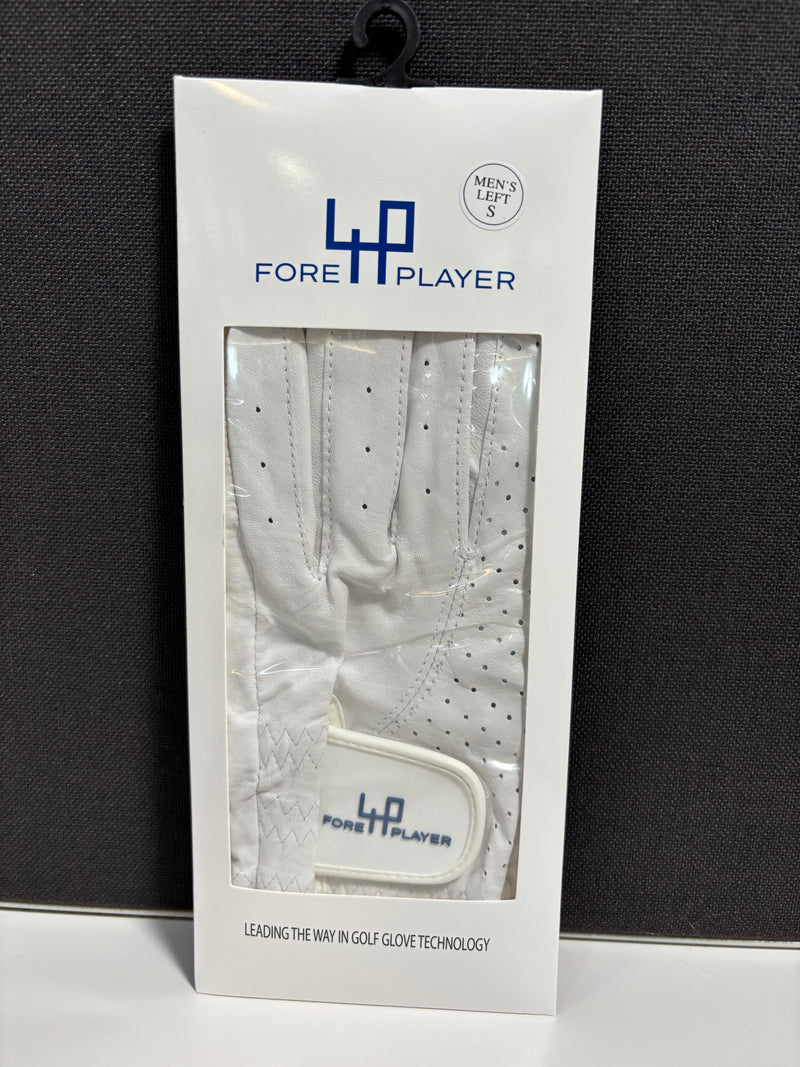 MEN'S
LEFT
S
4P
FORE PLAYER
4P
FORE PLAYER
LEADING THE WAY IN GOLF GLOVE TECHNOLOGY